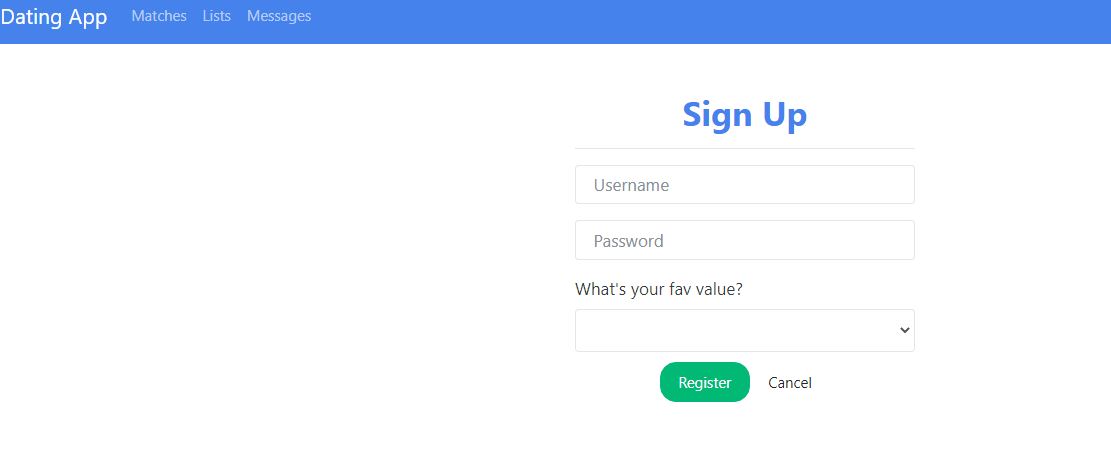 Dating App Matches Lists Messages
Sign Up
Username
Password
What's your fav value?
Register Cancel